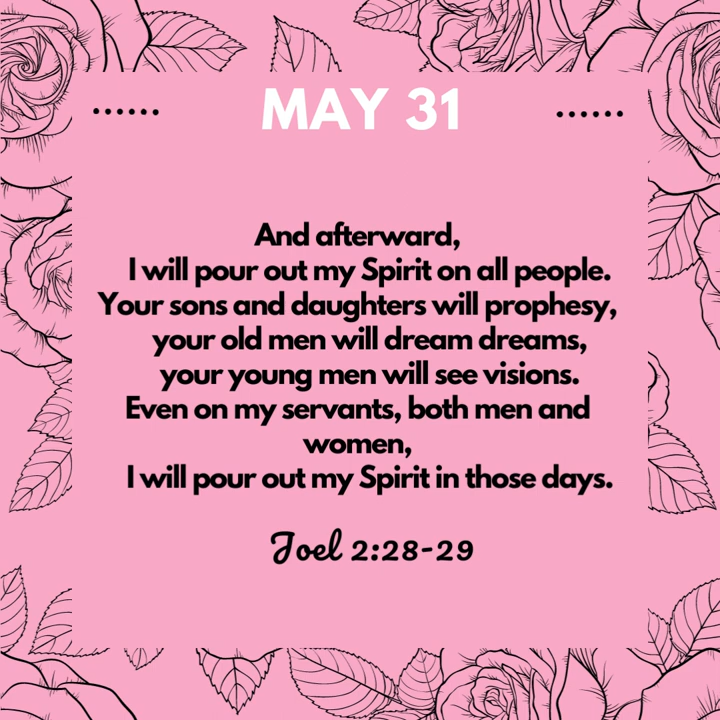 MAY 31
And afterward,
I will pour out my Spirit on all people.
Your sons and daughters will prophesy,
your old men will dream dreams,
your young men will see visions.
Even on my servants, both men and
women,
I will pour out my Spirit in those days.
Joel 2:28-29